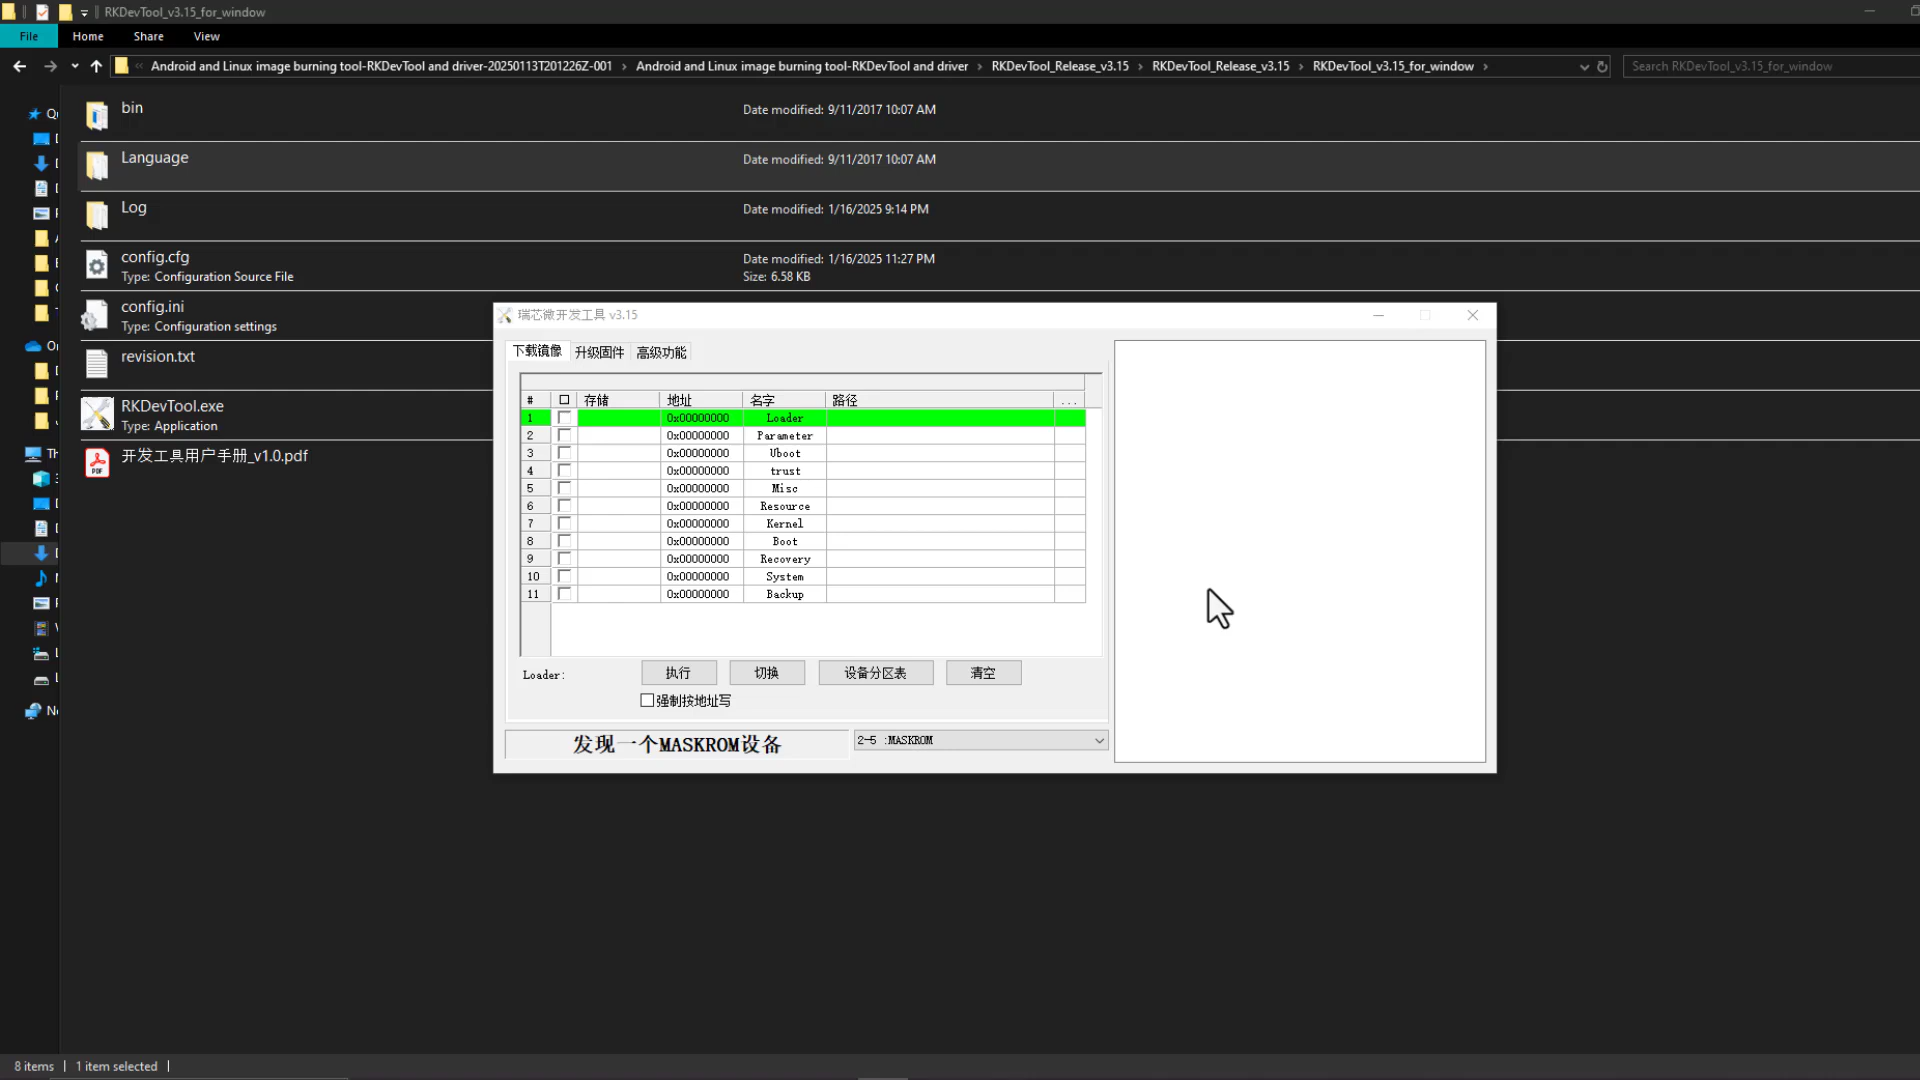 RKDevTool_v3.15_for_window
File Home Share View
Android and Linux image burning tool-RKDevTool and driver-20250113T201226Z-001 › Android and Linux image burning tool-RKDevTool and driver › RKDevTool_Release_v3.15 › RKDevTool_Release_v3.15 › RKDevTool_v3.15_for_window ›
Search RKDevTool_v3.15_for_window
bin
Date modified: 9/11/2017 10:07 AM
Language
Date modified: 9/11/2017 10:07 AM
Log
Date modified: 1/16/2025 9:14 PM
config.cfg
Type: Configuration Source File
Date modified: 1/16/2025 11:27 PM
Size: 6.58 KB
config.ini
Type: Configuration settings
revision.txt
RKDevTool.exe
Type: Application
开发工具用户手册_v1.0.pdf
瑞芯微开发工具 v3.15
下载镜像 升级固件 高级功能
# 存储 地址 名字 路径 ...
1 0x00000000 Loader
2 0x00000000 Parameter
3 0x00000000 Uboot
4 0x00000000 trust
5 0x00000000 Misc
6 0x00000000 Resource
7 0x00000000 Kernel
8 0x00000000 Boot
9 0x00000000 Recovery
10 0x00000000 System
11 0x00000000 Backup
Loader: 执行 切换 设备分区表 清空
强制按地址写
发现一个MASKROM设备
2-5 :MASKROM
8 items | 1 item selected |